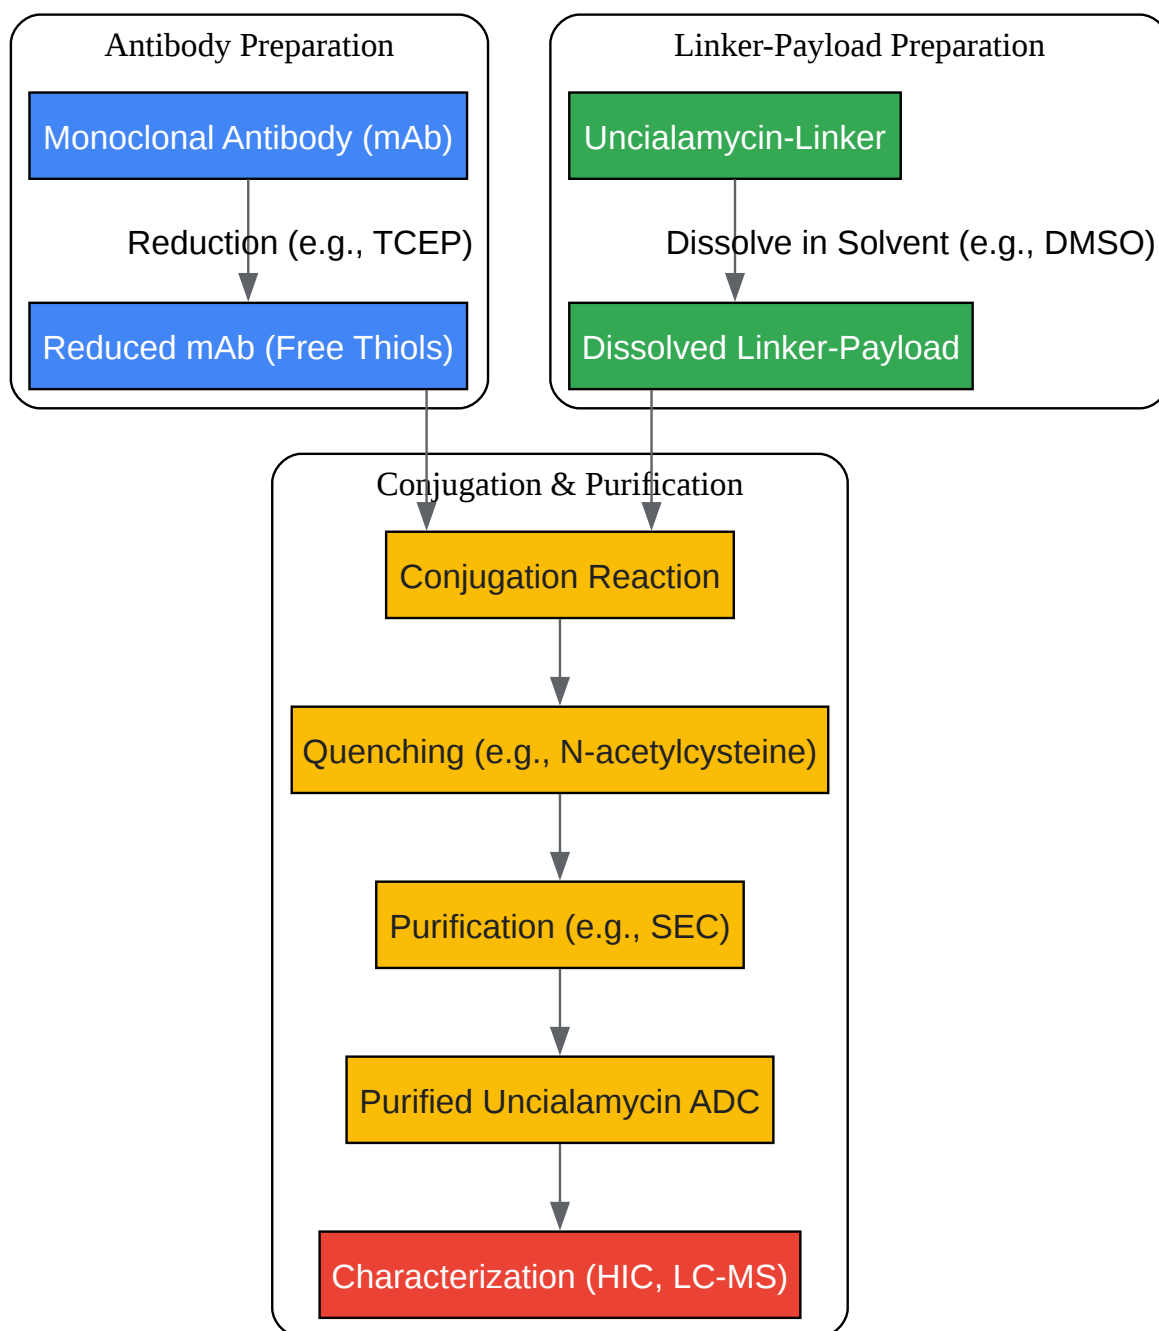 Antibody Preparation
Monoclonal Antibody (mAb)
Reduction (e.g., TCEP)
Reduced mAb (Free Thiols)
Linker-Payload Preparation
Uncialamycin-Linker
Dissolve in Solvent (e.g., DMSO)
Dissolved Linker-Payload
Conjugation & Purification
Conjugation Reaction
Quenching (e.g., N-acetylcysteine)
Purification (e.g., SEC)
Purified Uncialamycin ADC
Characterization (HIC, LC-MS)